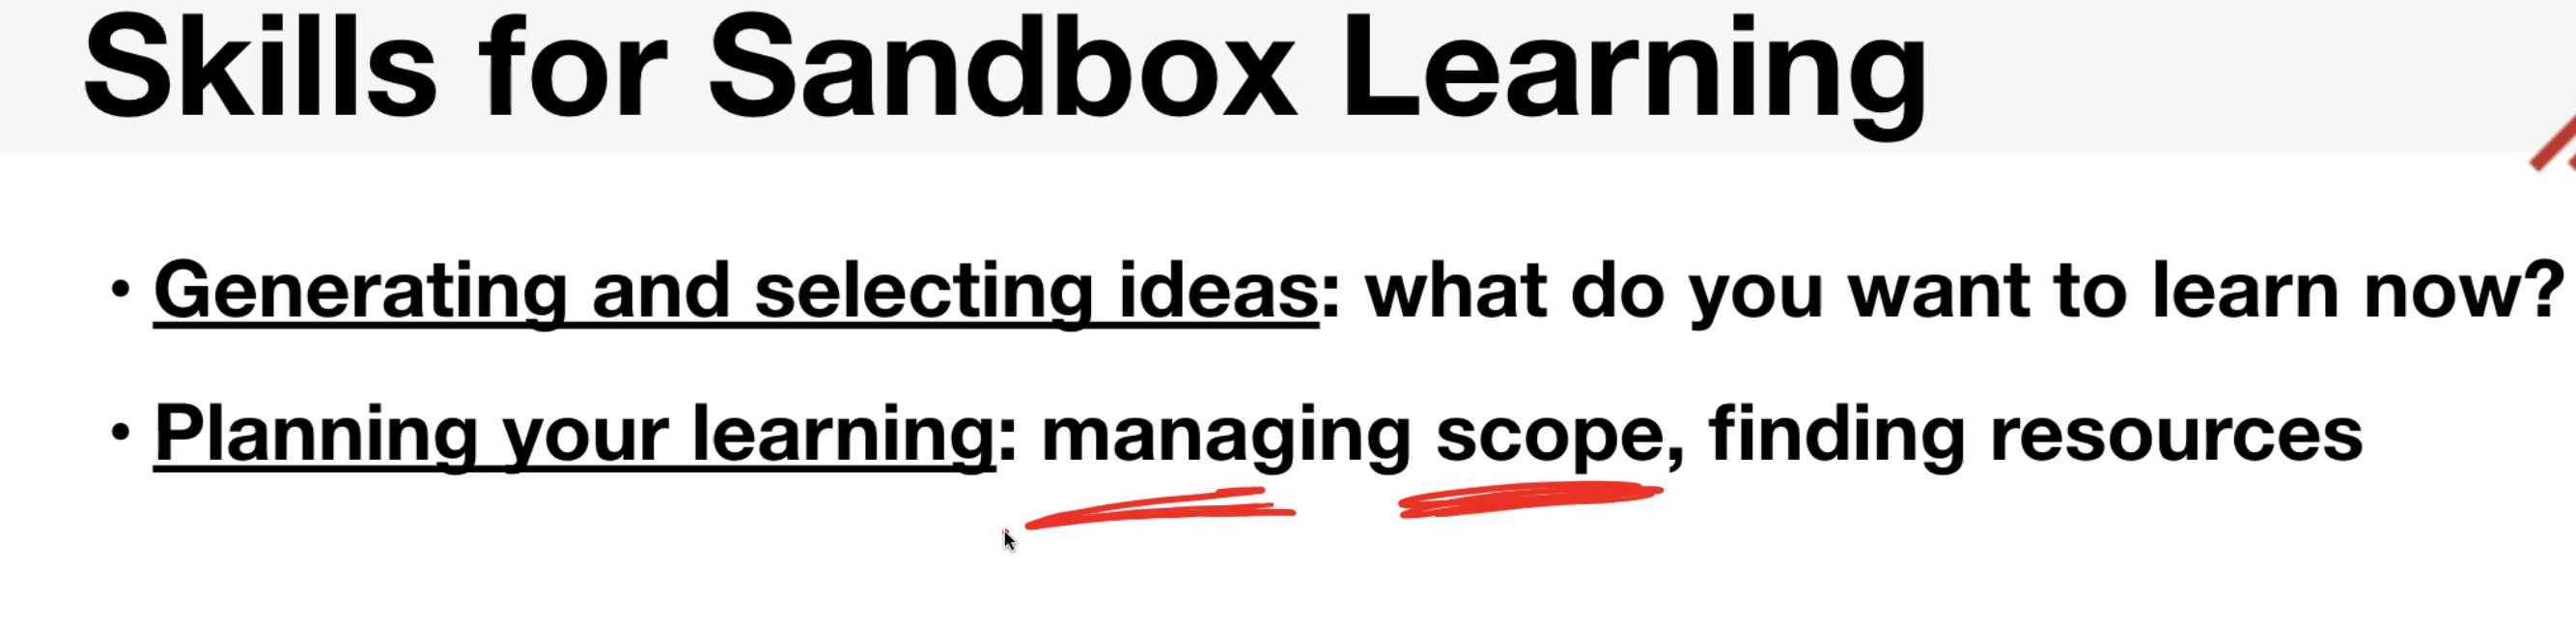 Skills for Sandbox Learning
• Generating and selecting ideas: what do you want to learn now?
• Planning your learning: managing scope, finding resources